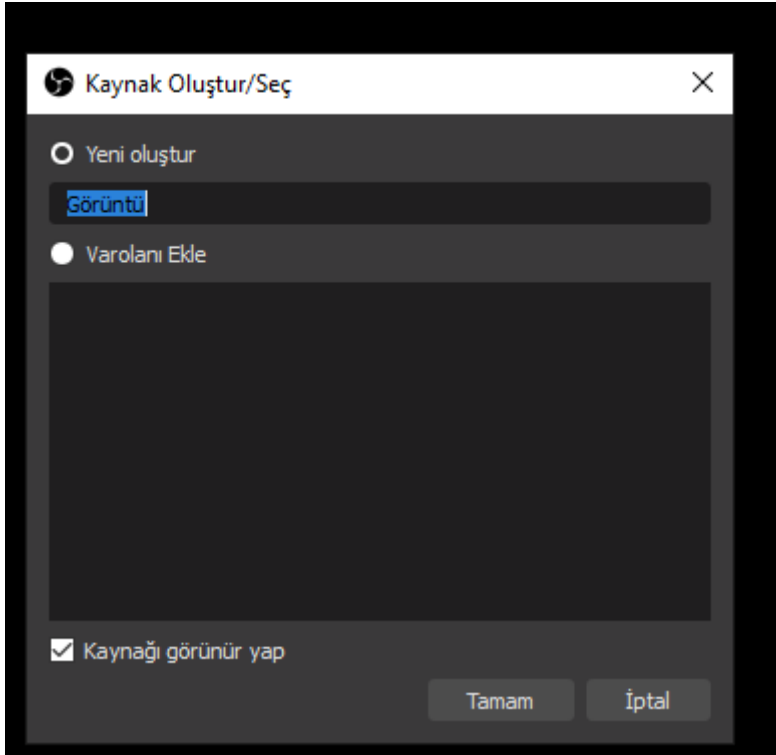 Kaynak Oluştur/Seç
Yeni oluştur
Görüntü
Varolanı Ekle
Kaynağı görünür yap
Tamam
İptal